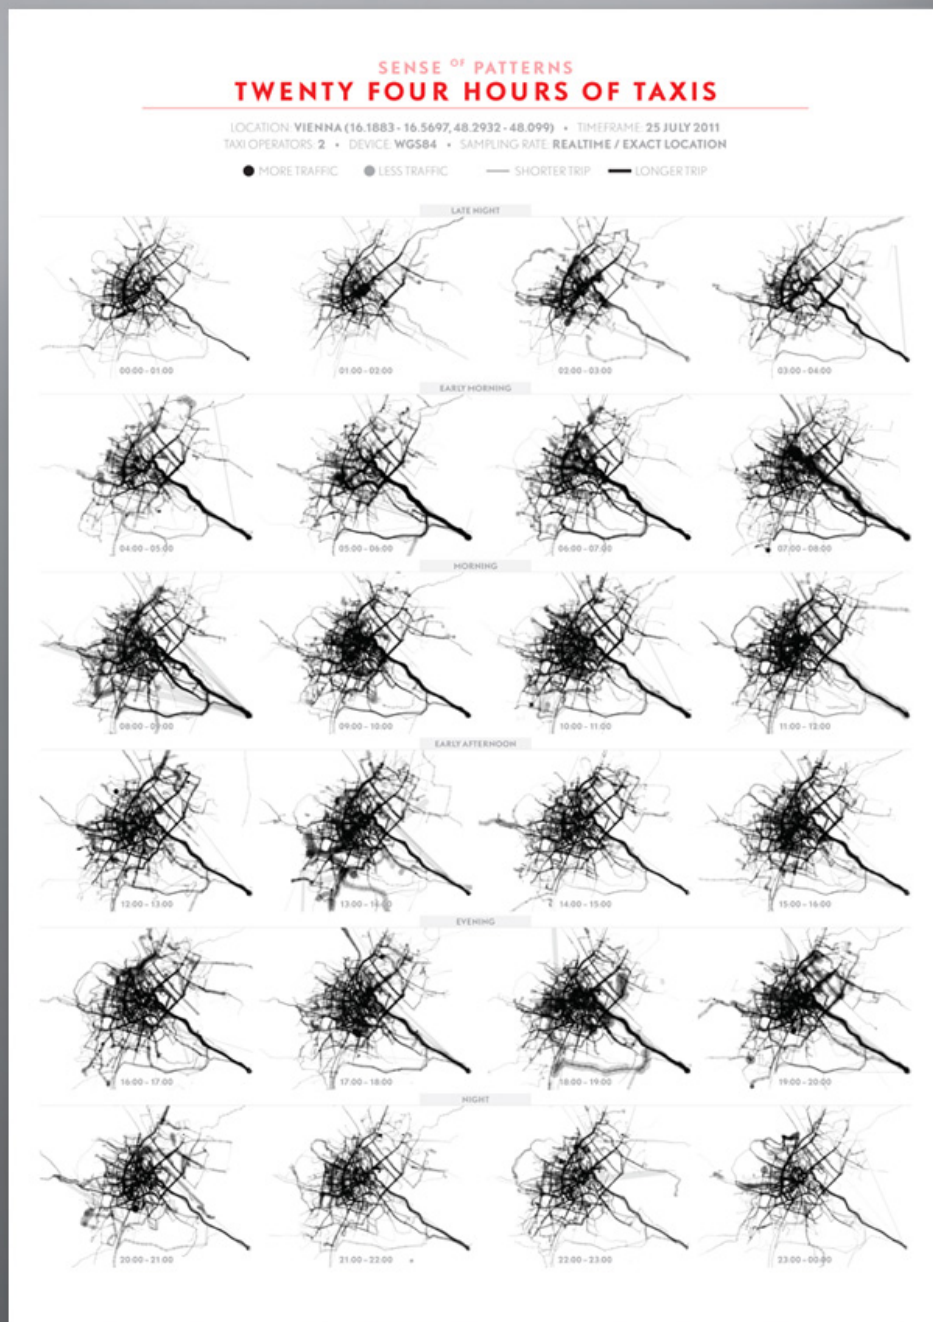 SENSE OF PATTERNS
TWENTY FOUR HOURS OF TAXIS
LOCATION: VIENNA (16.1883 - 16.5697, 48.2932 - 48.099) • TIMEFRAME: 25 JULY 2011
TAXI OPERATORS: 2 • DEVICE: WGS84 • SAMPLING RATE: REALTIME / EXACT LOCATION
MORE TRAFFIC LESS TRAFFIC SHORTER TRIP LONGER TRIP
LATE NIGHT
00:00 - 01:00 01:00 - 02:00 02:00 - 03:00 03:00 - 04:00
EARLY MORNING
04:00 - 05:00 05:00 - 06:00 06:00 - 07:00 07:00 - 08:00
MORNING
08:00 - 09:00 09:00 - 10:00 10:00 - 11:00 11:00 - 12:00
EARLY AFTERNOON
12:00 - 13:00 13:00 - 14:00 14:00 - 15:00 15:00 - 16:00
EVENING
16:00 - 17:00 17:00 - 18:00 18:00 - 19:00 19:00 - 20:00
NIGHT
20:00 - 21:00 21:00 - 22:00 22:00 - 23:00 23:00 - 00:00